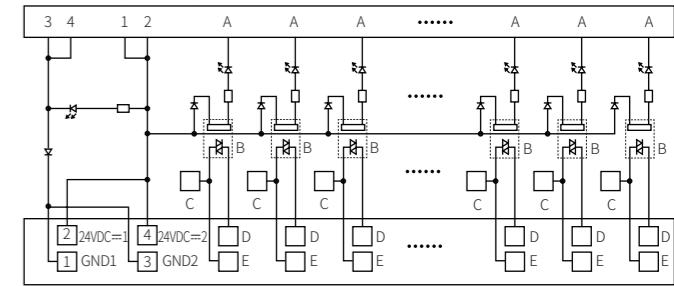 3 4 1 2 A A A ...... A A A
......
B B B B B B
......
C C C C C C
2 24VDC=1 4 24VDC=2 D D D D D D
......
1 GND1 3 GND2 E E E E E E